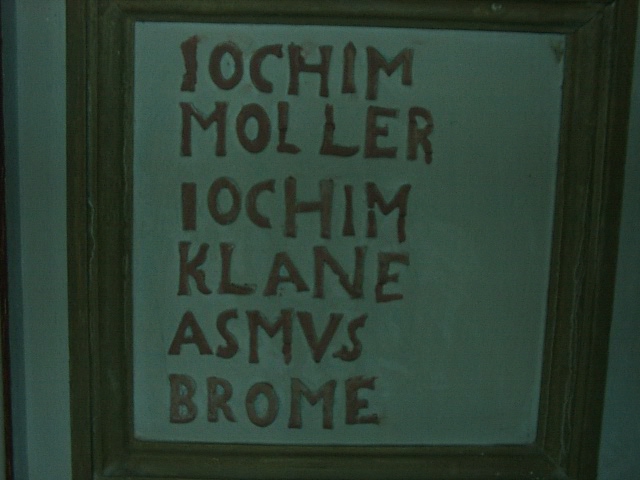 IOCHIM
MOLLER
IOCHIM
KLANE
ASMVS
BROME